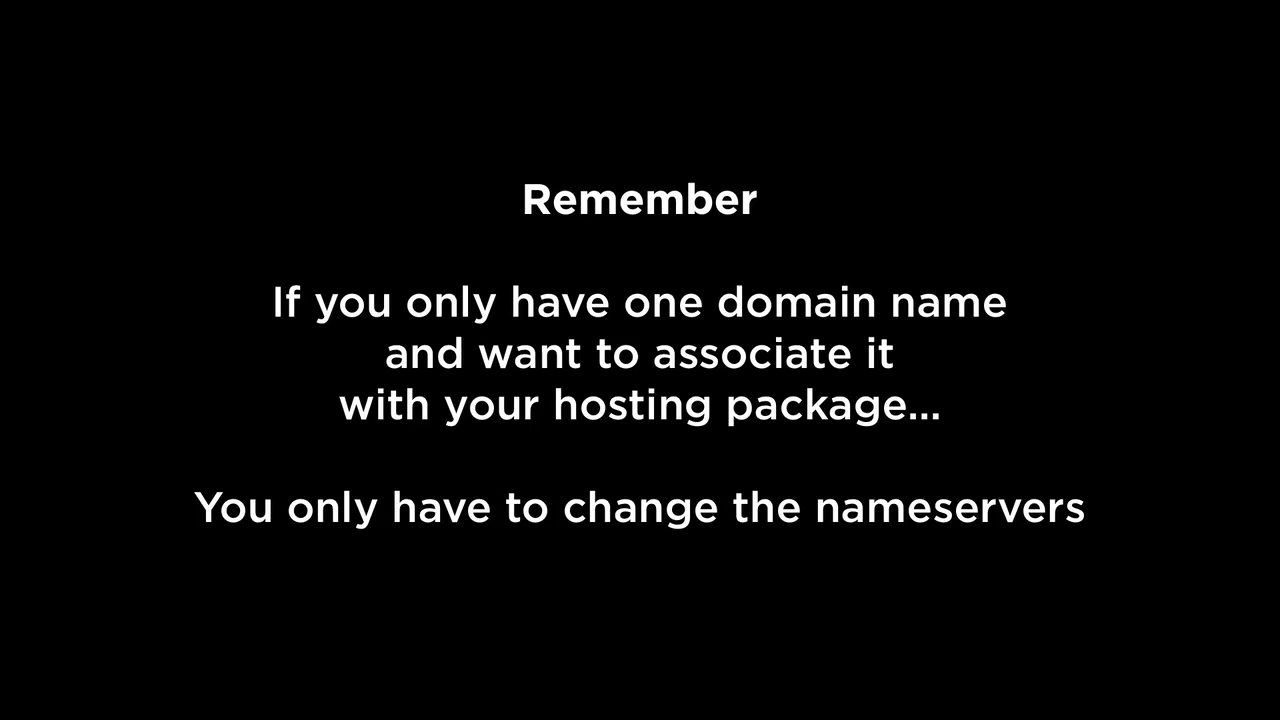 Remember
If you only have one domain name
and want to associate it
with your hosting package...
You only have to change the nameservers